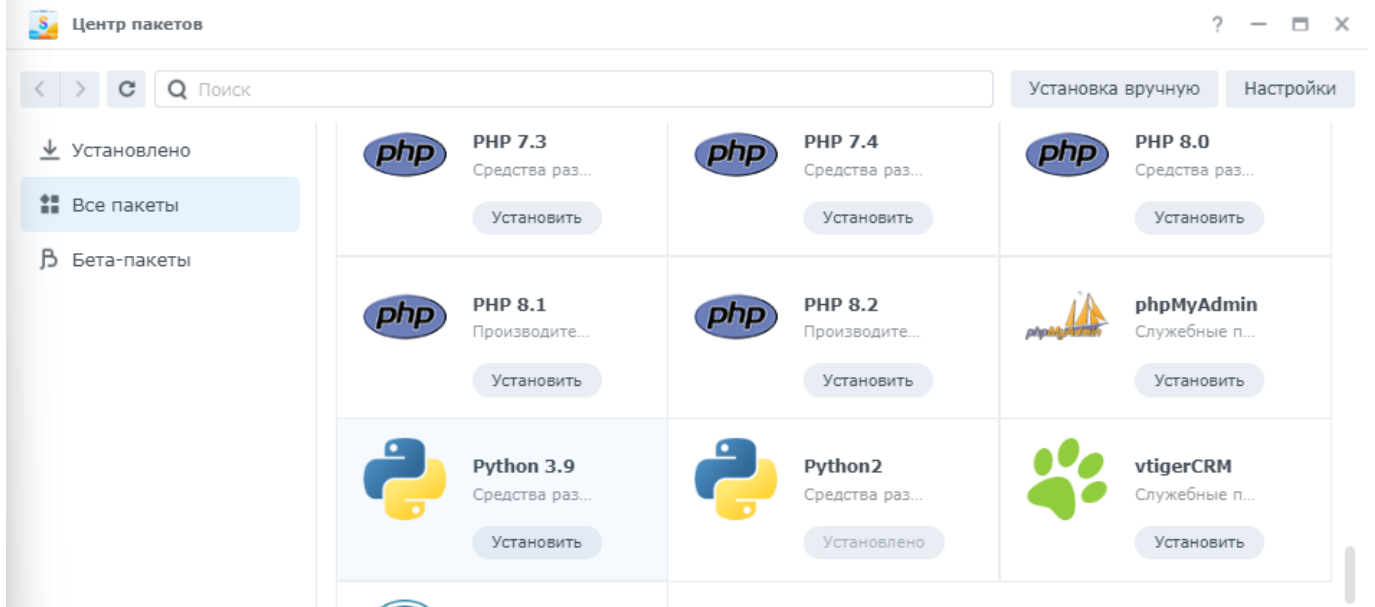 Центр пакетов
Поиск
Установка вручную
Настройки
Установлено
Все пакеты
Бета-пакеты
php
PHP 7.3
Средства раз...
Установить
php
PHP 7.4
Средства раз...
Установить
php
PHP 8.0
Средства раз...
Установить
php
PHP 8.1
Производите...
Установить
php
PHP 8.2
Производите...
Установить
phpMyAdmin
phpMyAdmin
Служебные п...
Установить
Python 3.9
Средства раз...
Установить
Python2
Средства раз...
Установлено
vtigerCRM
Служебные п...
Установить